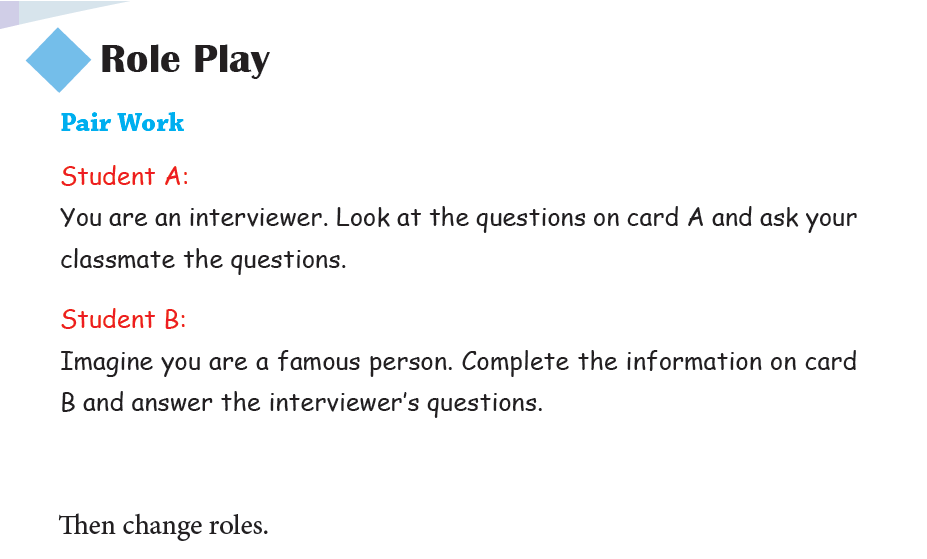 Role Play
Pair Work
Student A:
You are an interviewer. Look at the questions on card A and ask your
classmate the questions.
Student B:
Imagine you are a famous person. Complete the information on card
B and answer the interviewer's questions.
Then change roles.